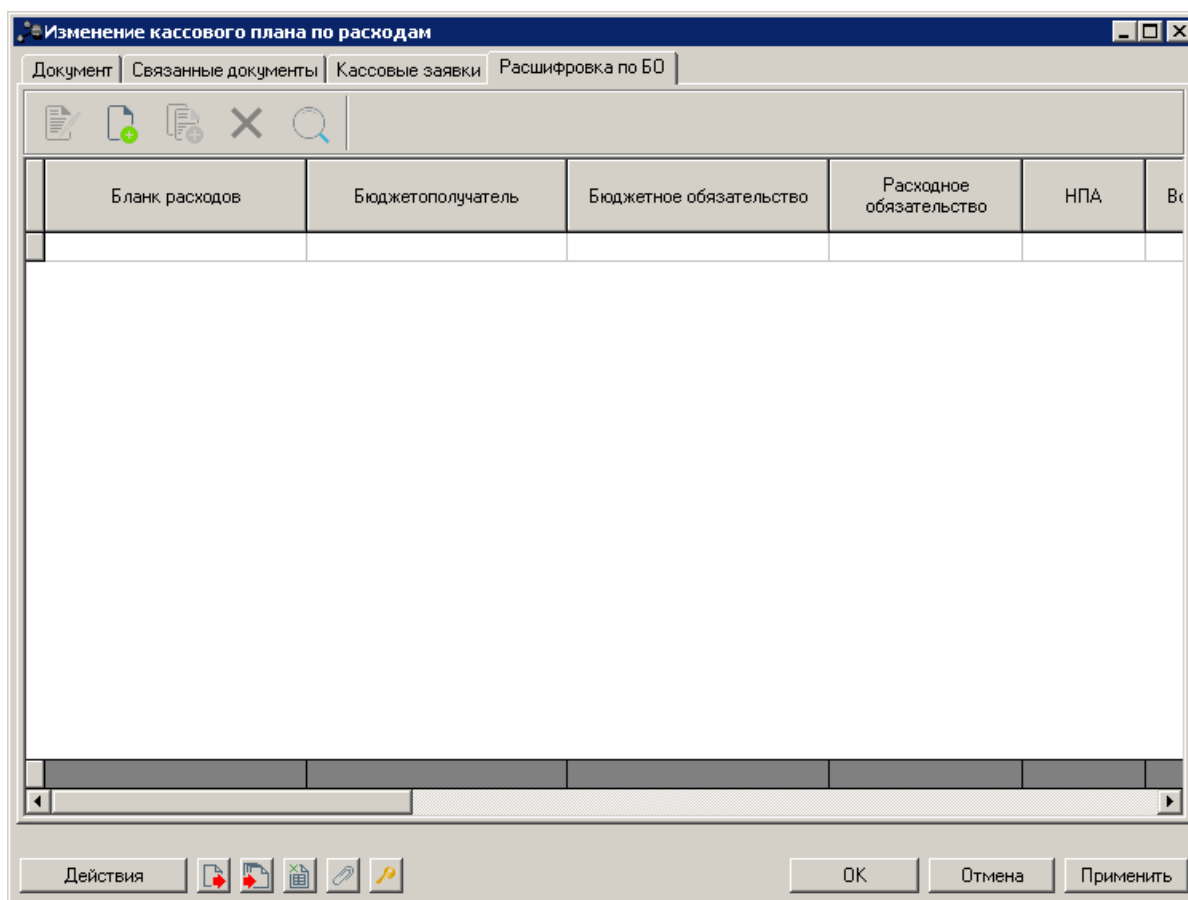 Изменение кассового плана по расходам
Документ Связанные документы Кассовые заявки Расшифровка по БО
Бланк расходов Бюджетополучатель Бюджетное обязательство Расходное обязательство НПА
Действия ОК Отмена Применить